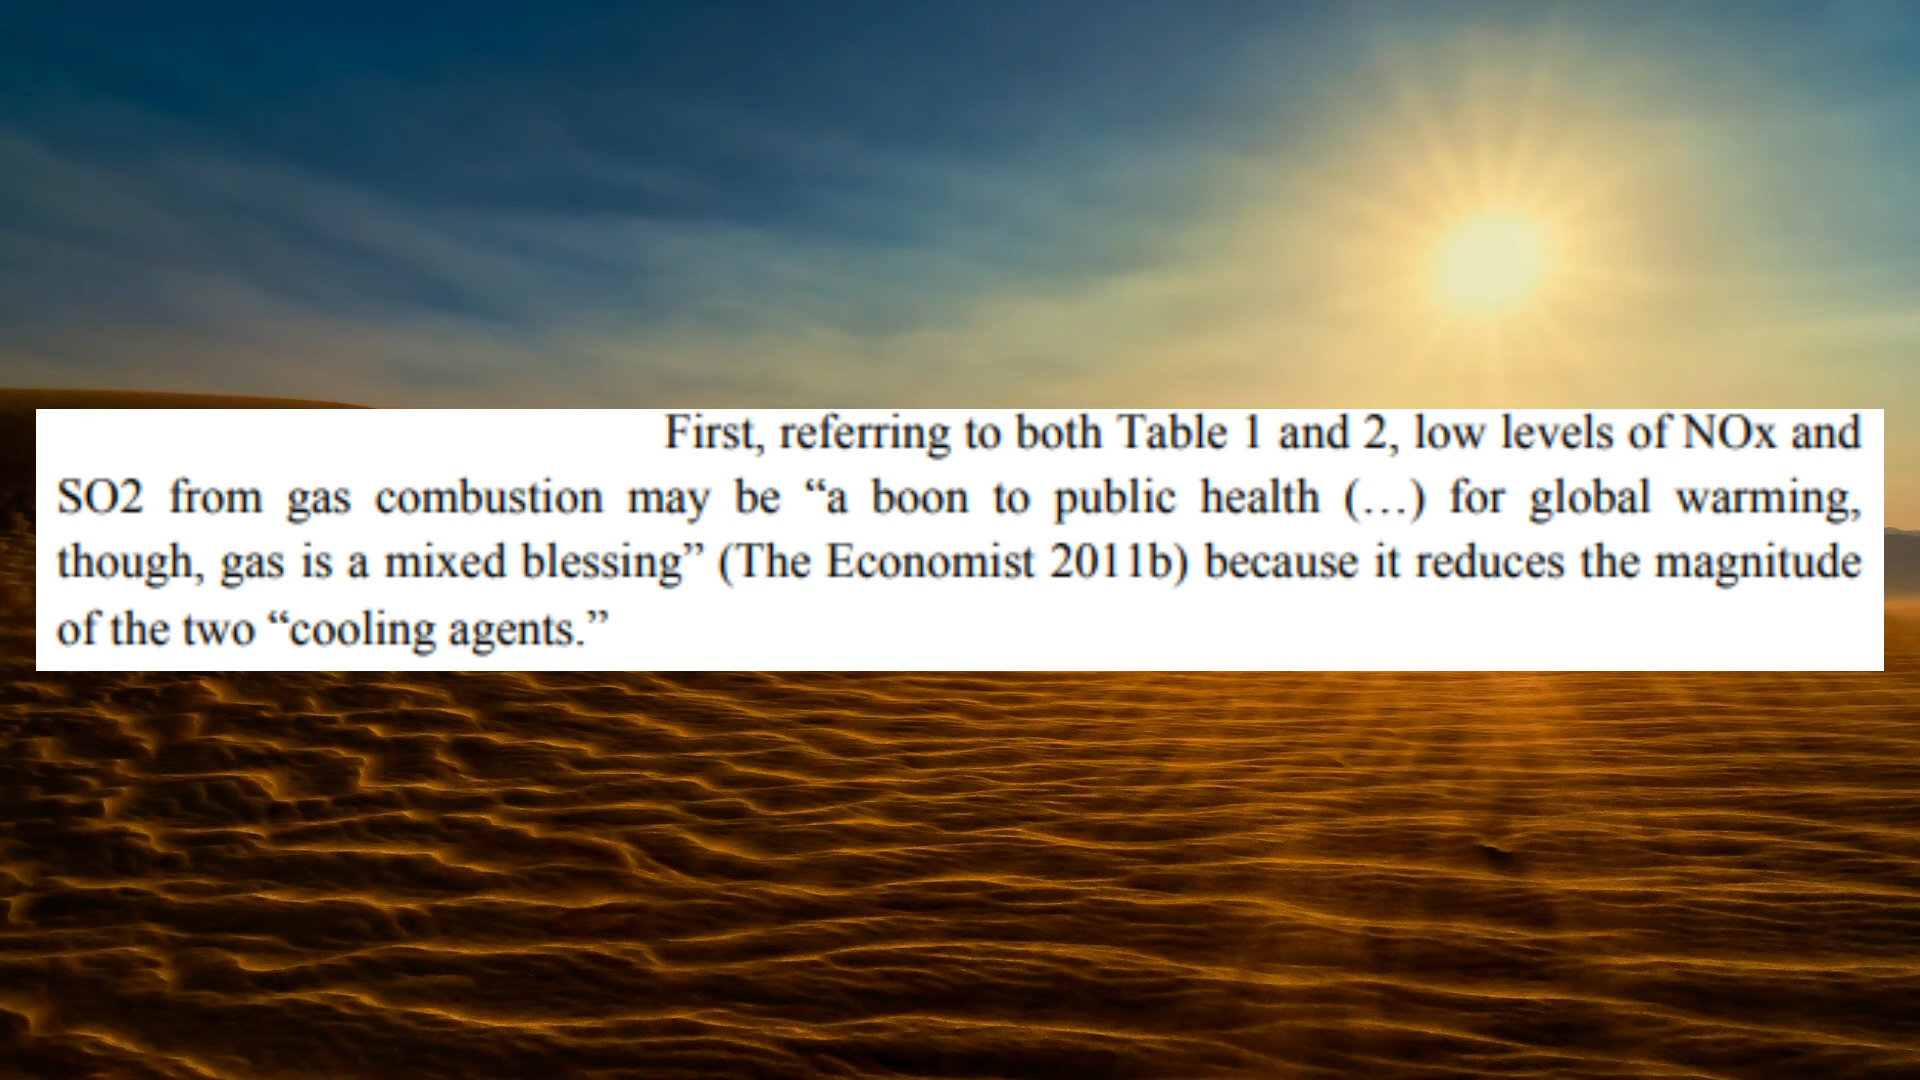 First, referring to both Table 1 and 2, low levels of NOx and
SO2 from gas combustion may be “a boon to public health (…) for global warming,
though, gas is a mixed blessing” (The Economist 2011b) because it reduces the magnitude
of the two “cooling agents.”